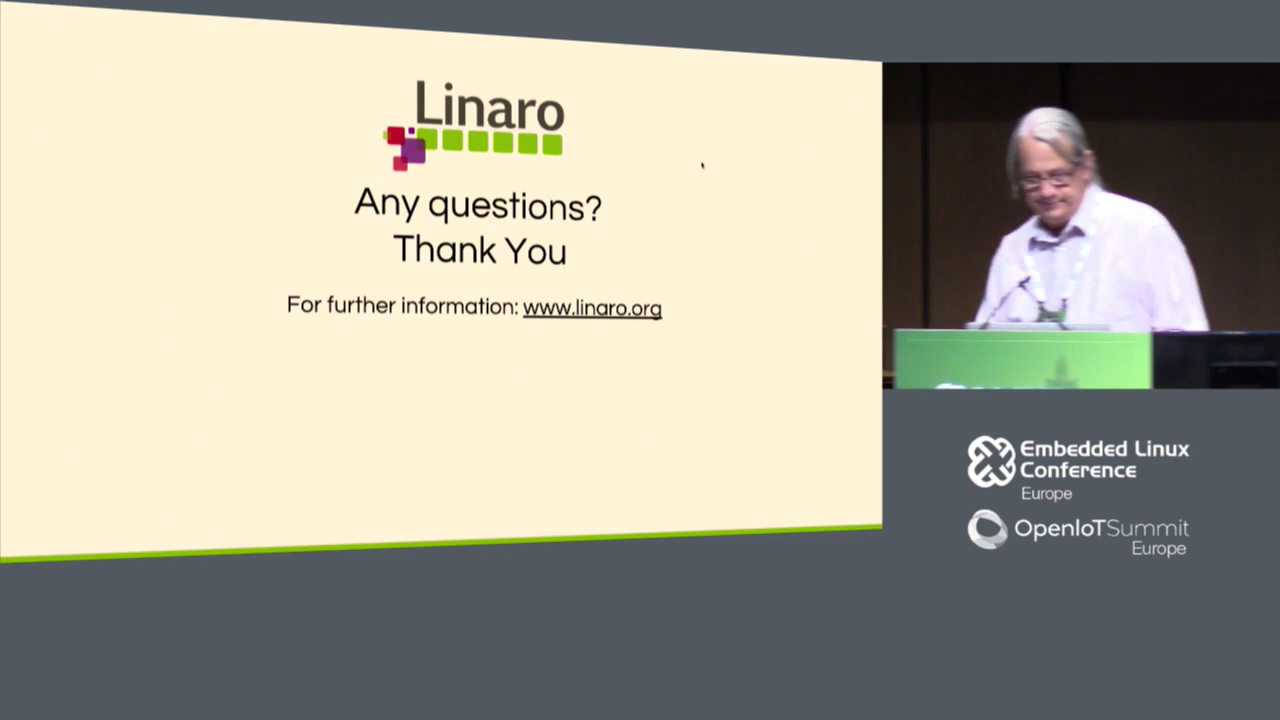 Linaro
Any questions?
Thank You
For further information: www.linaro.org
Embedded Linux
Conference
Europe
OpenIoTSummit
Europe